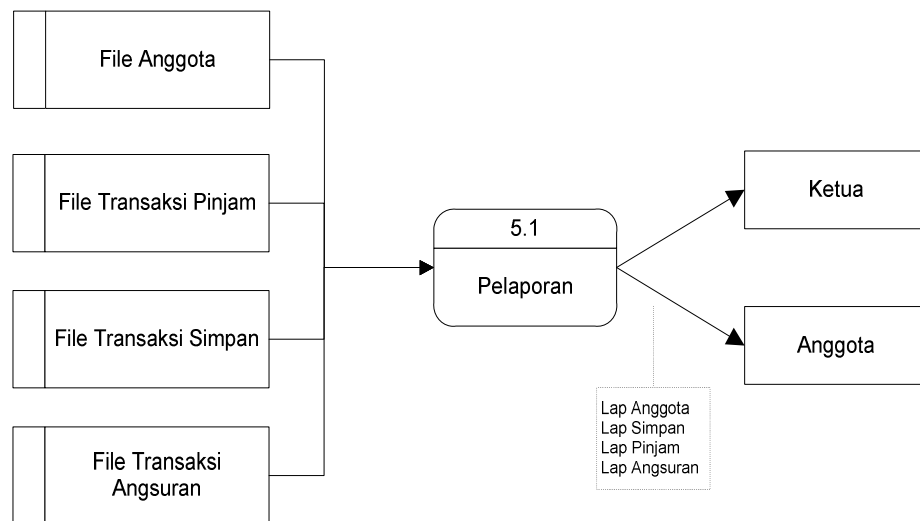 File Anggota
File Transaksi Pinjam
File Transaksi Simpan
File Transaksi
Angsuran
5.1
Pelaporan
Lap Anggota
Lap Simpan
Lap Pinjam
Lap Angsuran
Ketua
Anggota